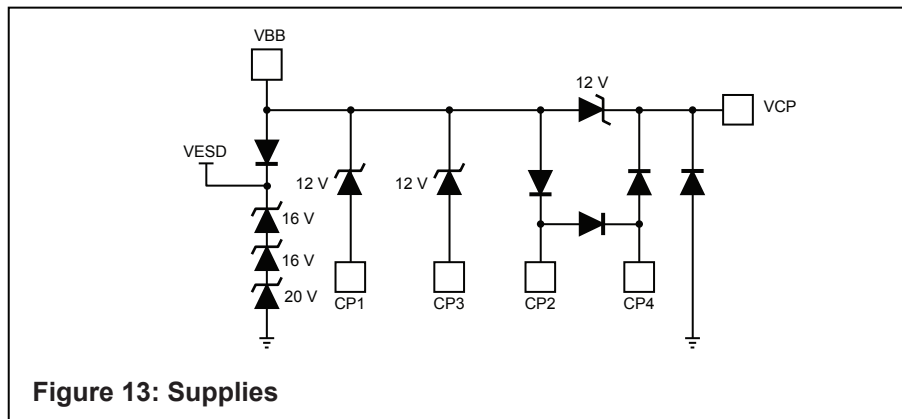 VBB
12 V
VCP
VESD
12 V
12 V
16 V
16 V
20 V
CP1
CP3
CP2
CP4
Figure 13: Supplies